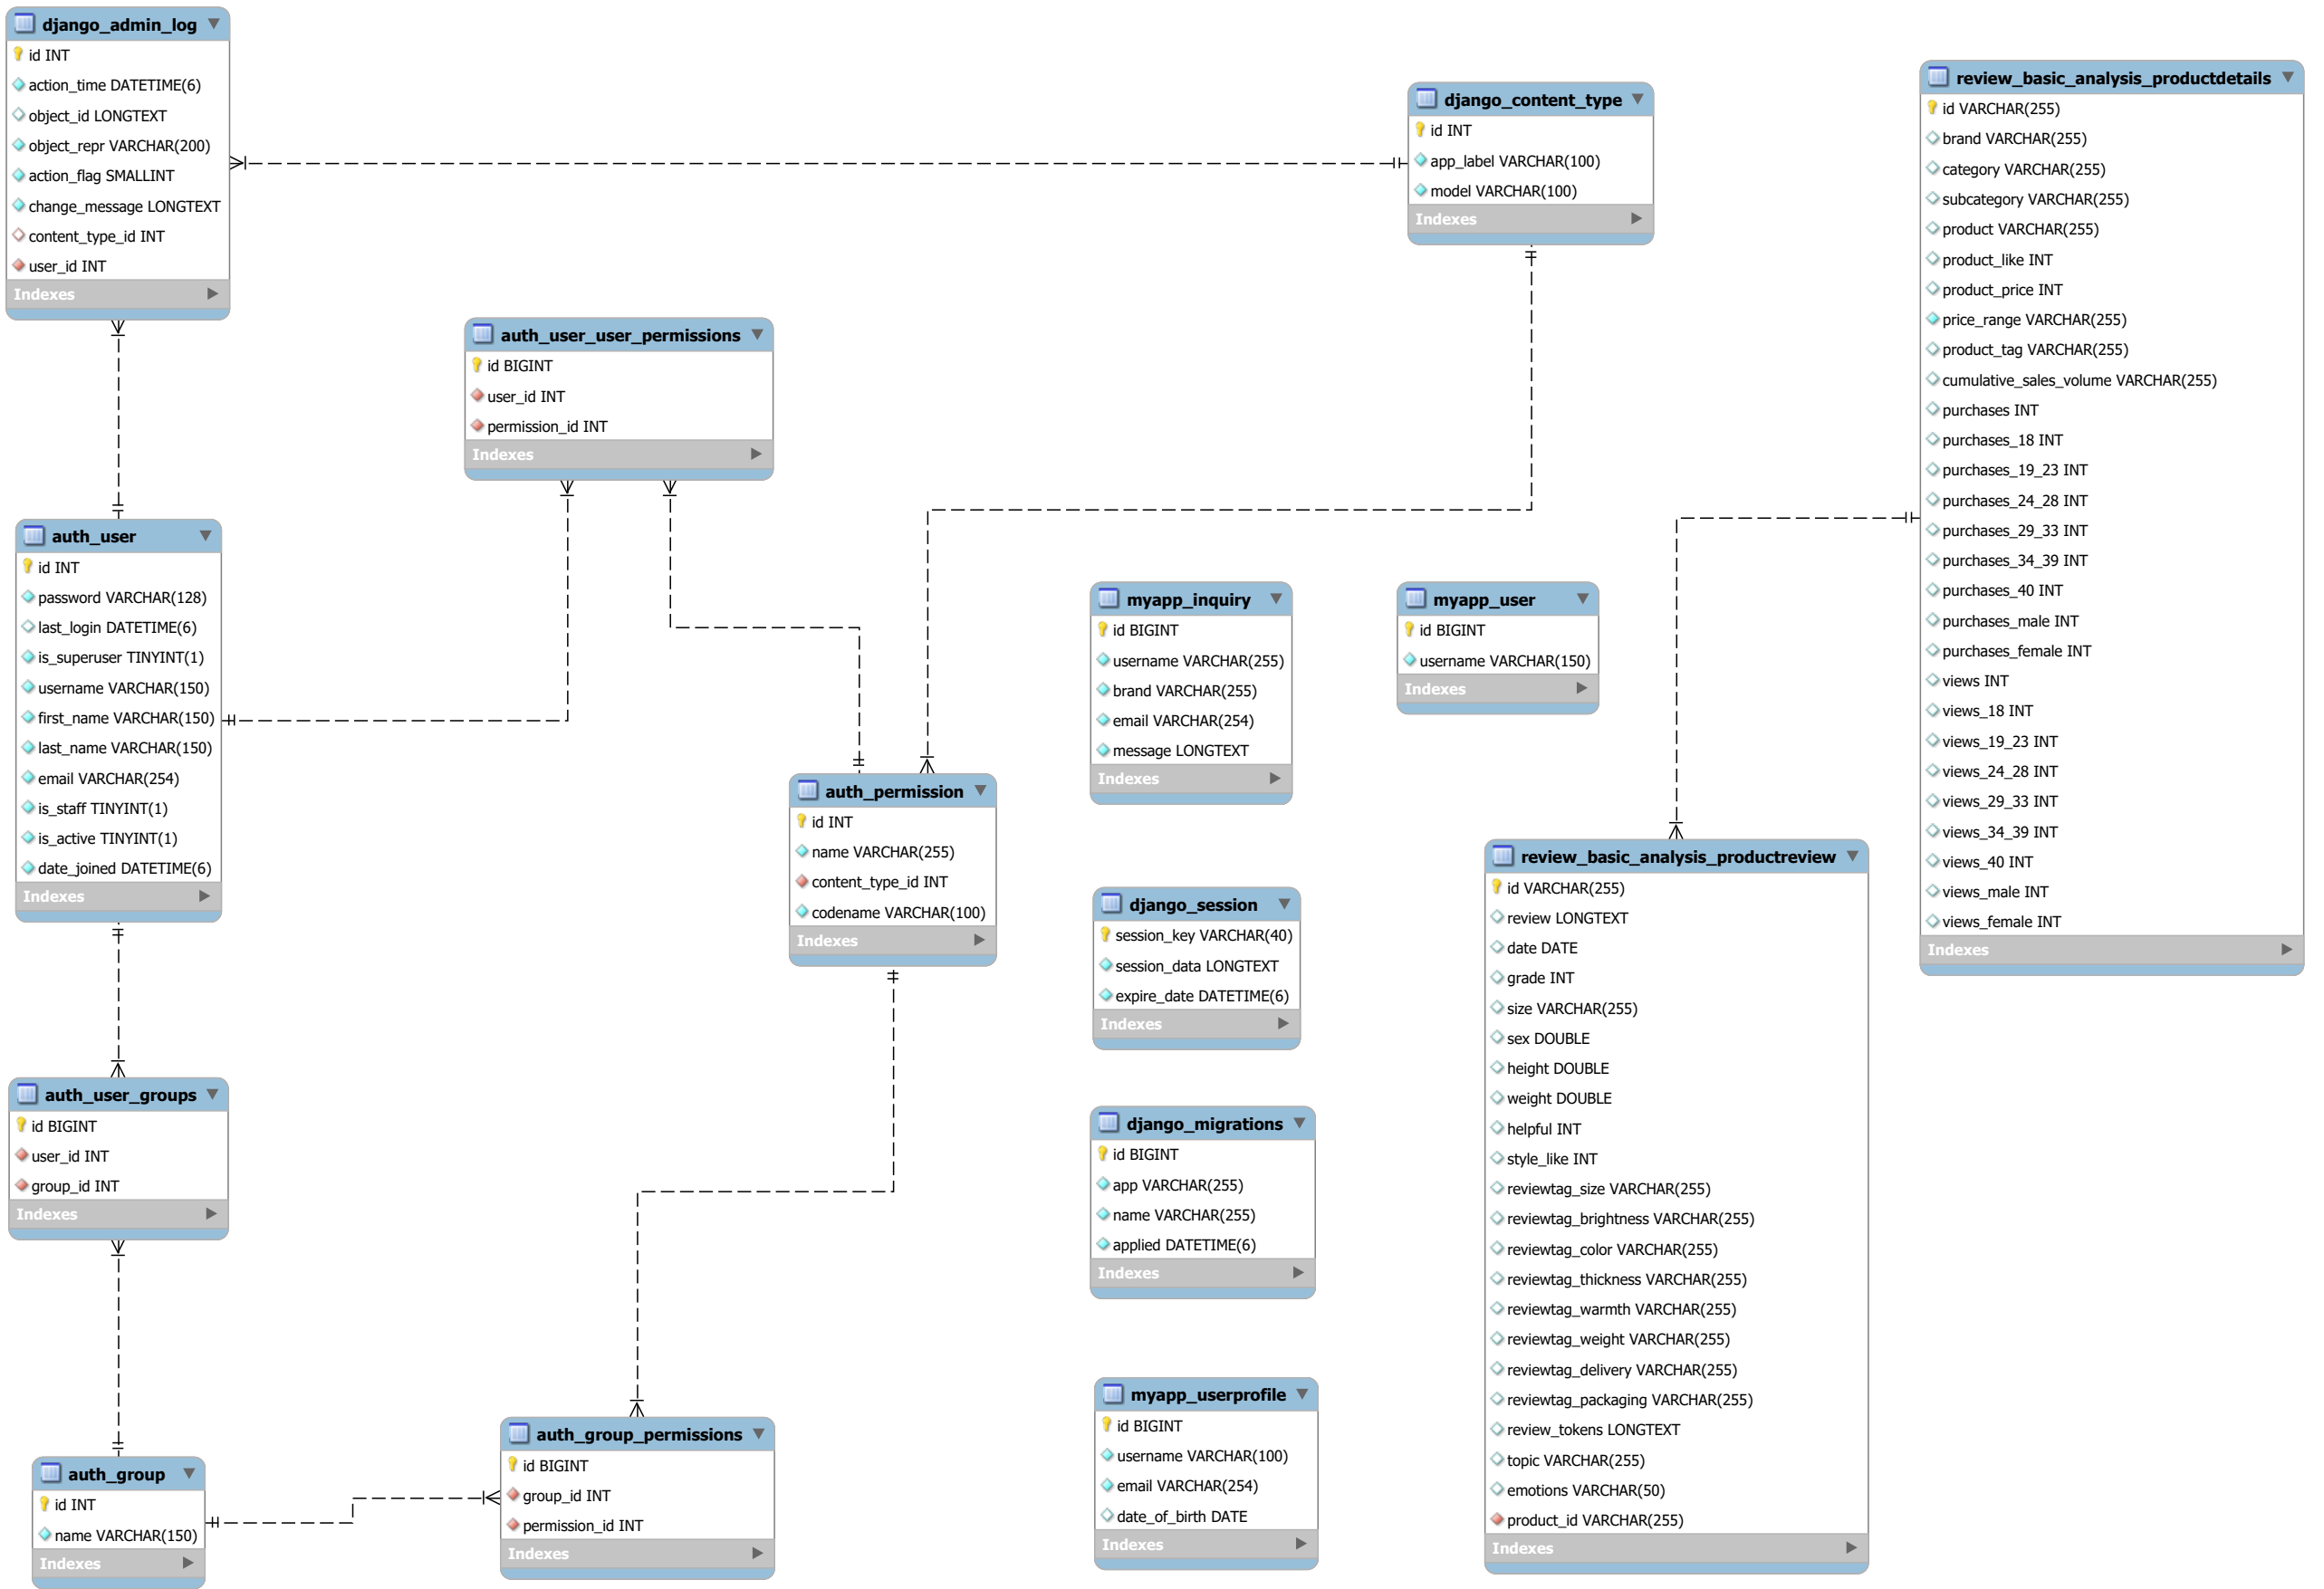 django_admin_log
id INT
action_time DATETIME(6)
object_id LONGTEXT
object_repr VARCHAR(200)
action_flag SMALLINT
change_message LONGTEXT
content_type_id INT
user_id INT
Indexes
django_content_type
id INT
app_label VARCHAR(100)
model VARCHAR(100)
Indexes
review_basic_analysis_productdetails
id VARCHAR(255)
brand VARCHAR(255)
category VARCHAR(255)
subcategory VARCHAR(255)
product VARCHAR(255)
product_like INT
product_price INT
price_range VARCHAR(255)
product_tag VARCHAR(255)
cumulative_sales_volume VARCHAR(255)
purchases INT
purchases_18 INT
purchases_19_23 INT
purchases_24_28 INT
purchases_29_33 INT
purchases_34_39 INT
purchases_40 INT
purchases_male INT
purchases_female INT
views INT
views_18 INT
views_19_23 INT
views_24_28 INT
views_29_33 INT
views_34_39 INT
views_40 INT
views_male INT
views_female INT
Indexes
auth_user_user_permissions
id BIGINT
user_id INT
permission_id INT
Indexes
auth_user
id INT
password VARCHAR(128)
last_login DATETIME(6)
is_superuser TINYINT(1)
username VARCHAR(150)
first_name VARCHAR(150)
last_name VARCHAR(150)
email VARCHAR(254)
is_staff TINYINT(1)
is_active TINYINT(1)
date_joined DATETIME(6)
Indexes
myapp_inquiry
id BIGINT
username VARCHAR(255)
brand VARCHAR(255)
email VARCHAR(254)
message LONGTEXT
Indexes
myapp_user
id BIGINT
username VARCHAR(150)
Indexes
auth_permission
id INT
name VARCHAR(255)
content_type_id INT
codename VARCHAR(100)
Indexes
review_basic_analysis_productreview
id VARCHAR(255)
review LONGTEXT
date DATE
grade INT
size VARCHAR(255)
sex DOUBLE
height DOUBLE
weight DOUBLE
helpful INT
style_like INT
reviewtag_size VARCHAR(255)
reviewtag_brightness VARCHAR(255)
reviewtag_color VARCHAR(255)
reviewtag_thickness VARCHAR(255)
reviewtag_warmth VARCHAR(255)
reviewtag_weight VARCHAR(255)
reviewtag_delivery VARCHAR(255)
reviewtag_packaging VARCHAR(255)
review_tokens LONGTEXT
topic VARCHAR(255)
emotions VARCHAR(50)
product_id VARCHAR(255)
Indexes
django_session
session_key VARCHAR(40)
session_data LONGTEXT
expire_date DATETIME(6)
Indexes
auth_user_groups
id BIGINT
user_id INT
group_id INT
Indexes
django_migrations
id BIGINT
app VARCHAR(255)
name VARCHAR(255)
applied DATETIME(6)
Indexes
myapp_userprofile
id BIGINT
username VARCHAR(100)
email VARCHAR(254)
date_of_birth DATE
Indexes
auth_group_permissions
id BIGINT
group_id INT
permission_id INT
Indexes
auth_group
id INT
name VARCHAR(150)
Indexes